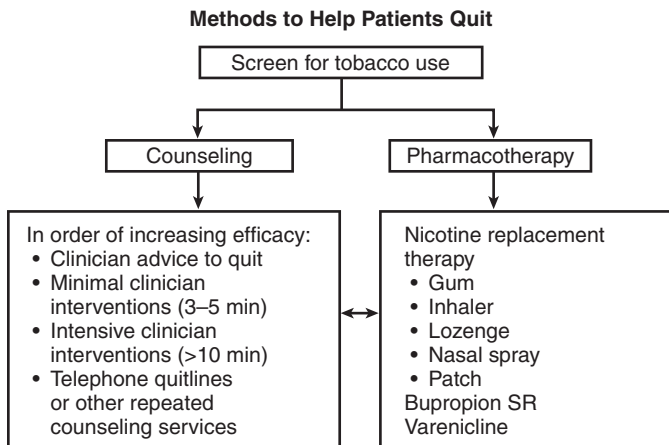 Methods to Help Patients Quit
Screen for tobacco use
Counseling
Pharmacotherapy
In order of increasing efficacy:
• Clinician advice to quit
• Minimal clinician
interventions (3–5 min)
• Intensive clinician
interventions (>10 min)
• Telephone quitlines
or other repeated
counseling services
Nicotine replacement
therapy
• Gum
• Inhaler
• Lozenge
• Nasal spray
• Patch
Bupropion SR
Varenicline